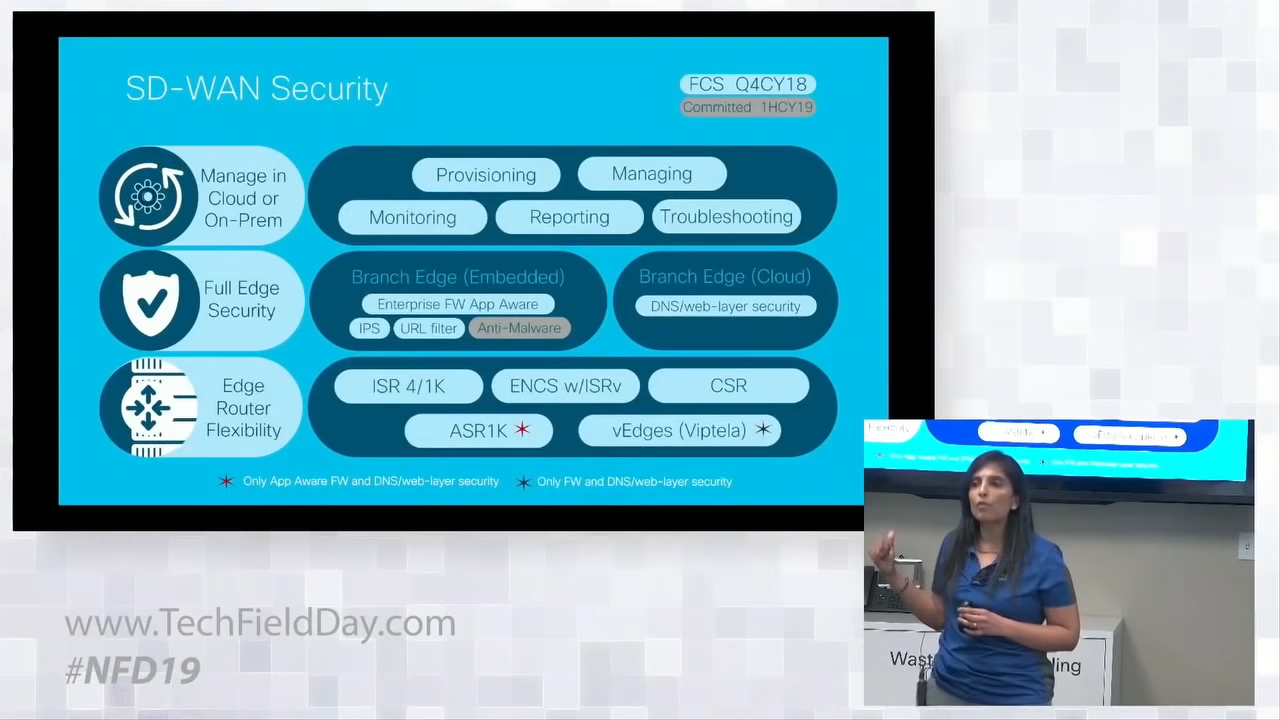 SD-WAN Security
FCS Q4CY18
Committed 1HCY19
Manage in
Cloud or
On-Prem
Provisioning
Managing
Monitoring
Reporting
Troubleshooting
Full Edge
Security
Branch Edge (Embedded)
Enterprise FW App Aware
IPS
URL filter
Anti-Malware
Branch Edge (Cloud)
DNS/web-layer security
Edge
Router
Flexibility
ISR 4/1K
ENCS w/ISRv
CSR
ASR1K ✶
vEdges (Viptela) ✶
✶ Only App Aware FW and DNS/web-layer security
✶ Only FW and DNS/web-layer security
www.TechFieldDay.com
#NFD19